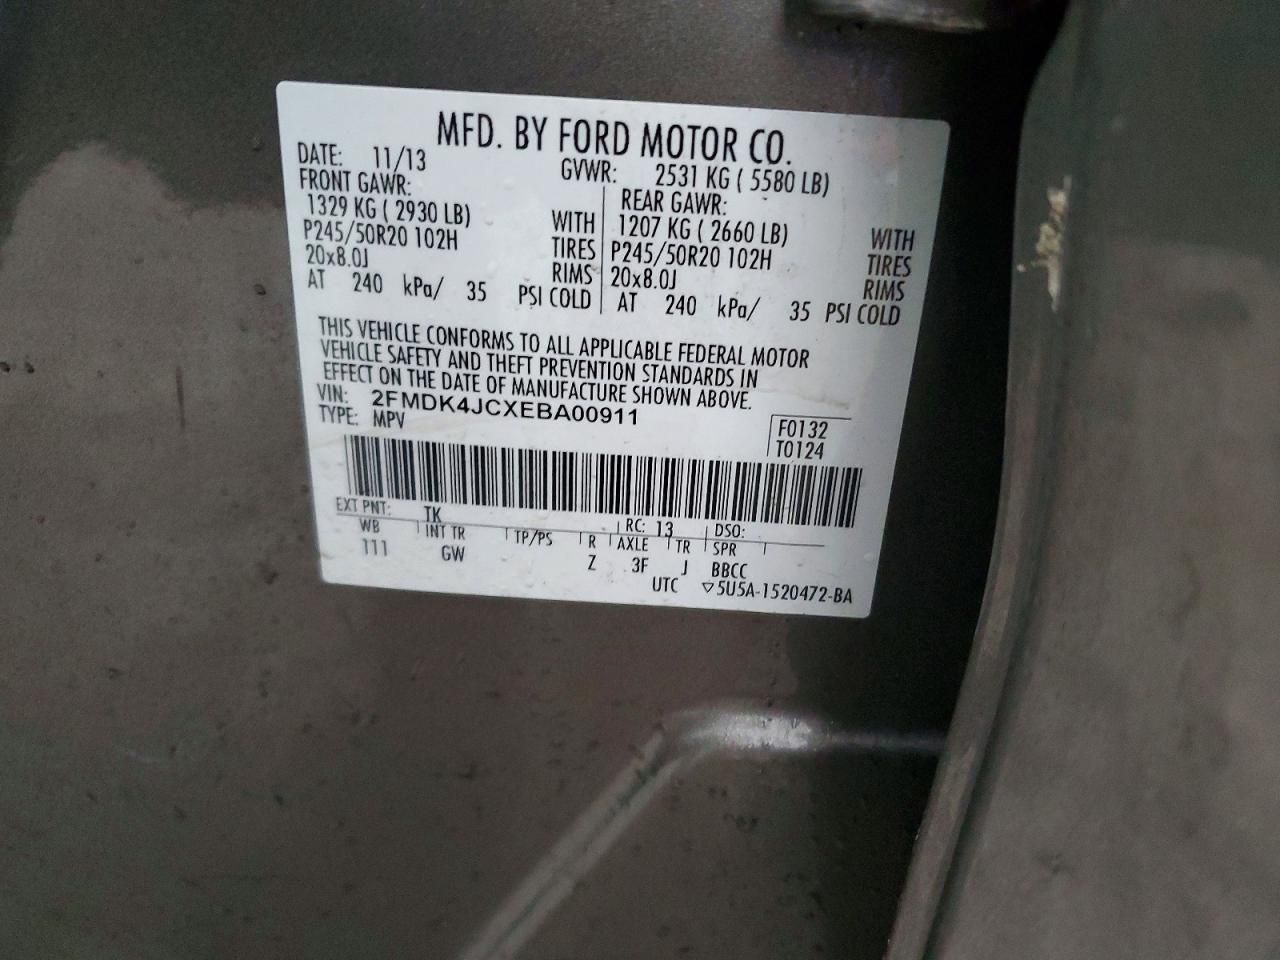 MFD. BY FORD MOTOR CO.
DATE: 11/13 GVWR: 2531 KG ( 5580 LB)
FRONT GAWR: REAR GAWR:
1329 KG ( 2930 LB) WITH 1207 KG ( 2660 LB) WITH
P245/50R20 102H TIRES P245/50R20 102H TIRES
20x8.0J RIMS 20x8.0J RIMS
AT 240 kPa/ 35 PSI COLD AT 240 kPa/ 35 PSI COLD
THIS VEHICLE CONFORMS TO ALL APPLICABLE FEDERAL MOTOR
VEHICLE SAFETY AND THEFT PREVENTION STANDARDS IN
EFFECT ON THE DATE OF MANUFACTURE SHOWN ABOVE.
VIN: 2FMDK4JCXEBA00911
TYPE: MPV
F0132
T0124
EXT PNT: TK RC: 13 DSO:
WB INT TR TP/PS R AXLE TR SPR
111 GW Z 3F J BBCC
UTC ▽5U5A-1520472-BA